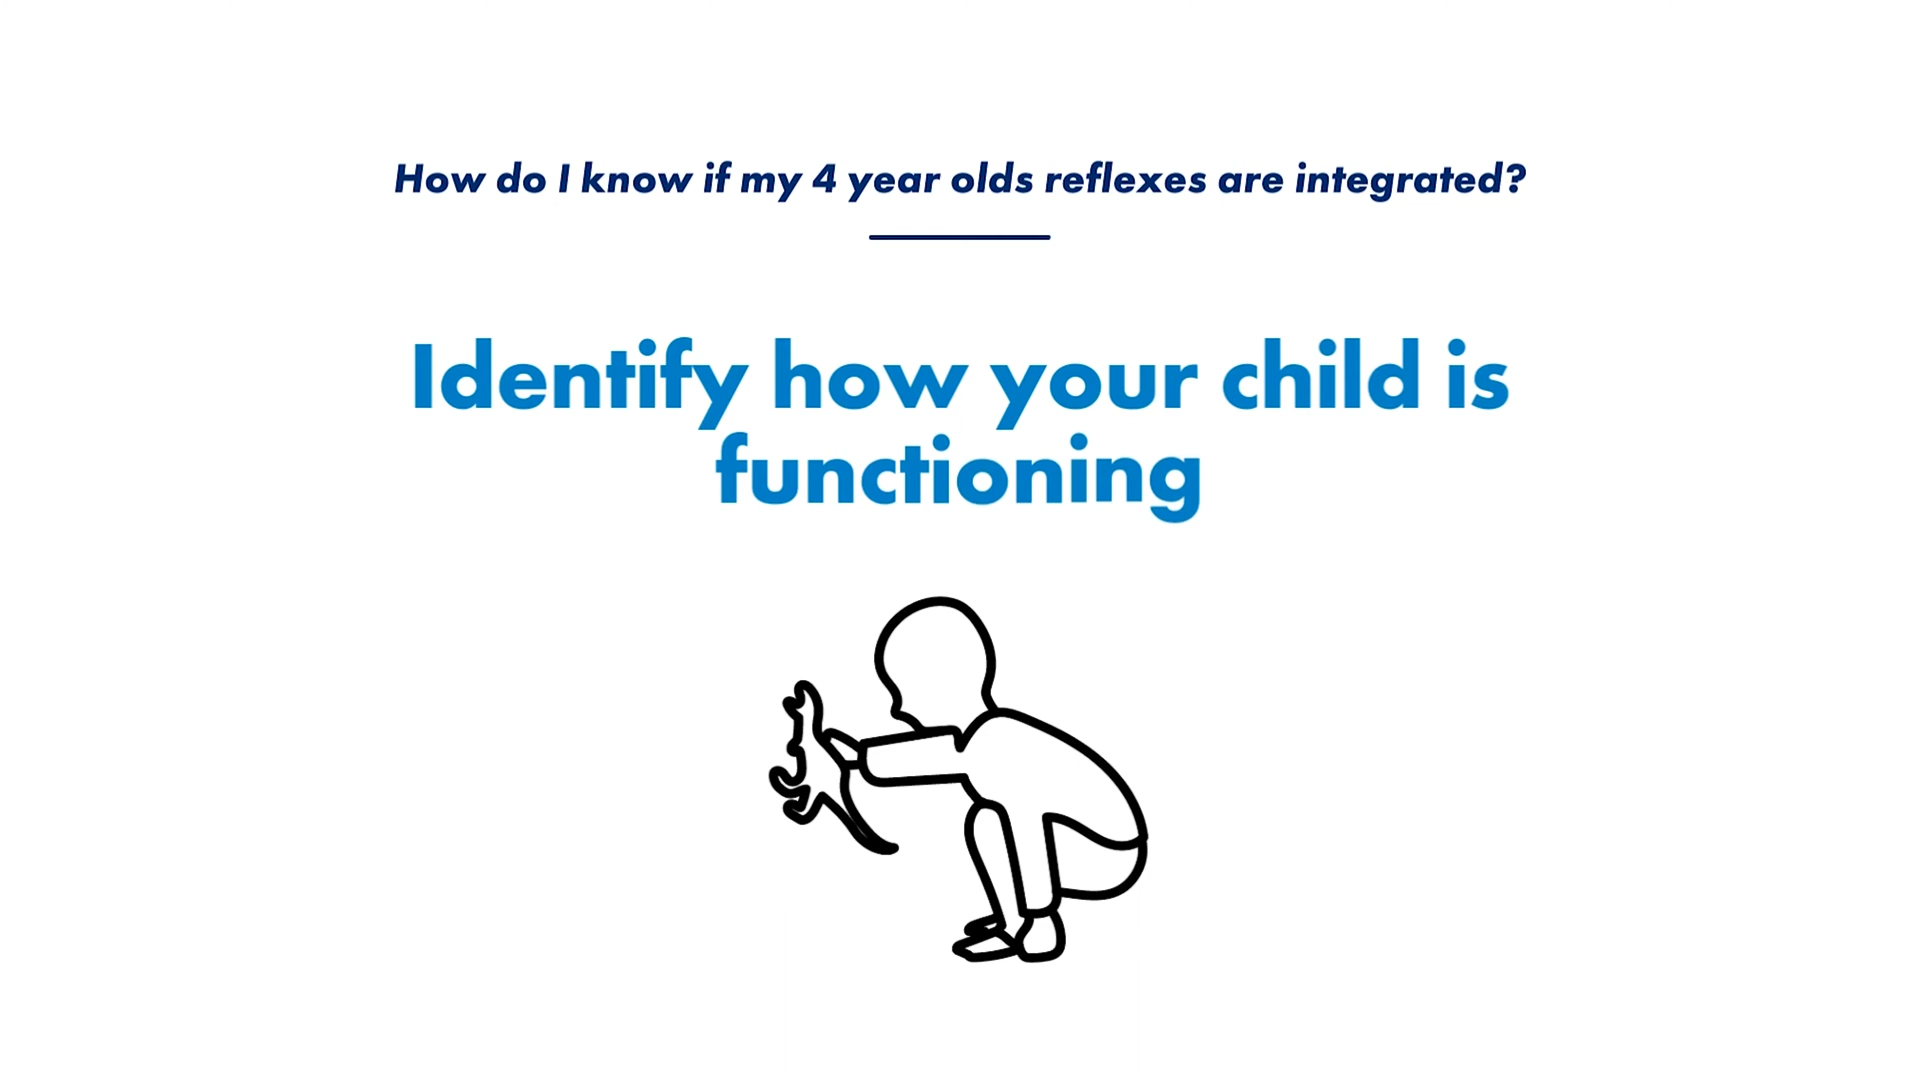 How do I know if my 4 year olds reflexes are integrated?
Identify how your child is
functioning